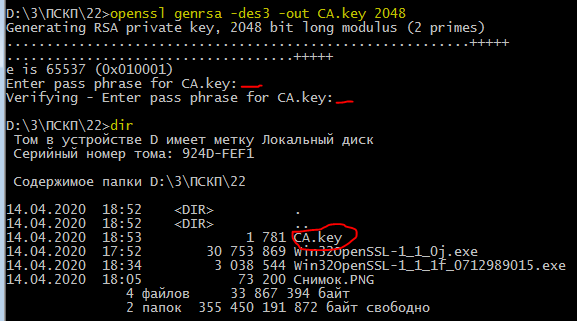 D:\3\ПСКП\22>openssl genrsa -des3 -out CA.key 2048
Generating RSA private key, 2048 bit long modulus (2 primes)
..........................................................+++++
....................................+++++
e is 65537 (0x010001)
Enter pass phrase for CA.key:
Verifying - Enter pass phrase for CA.key:
D:\3\ПСКП\22>dir
Том в устройстве D имеет метку Локальный диск
Серийный номер тома: 924D-FEF1
Содержимое папки D:\3\ПСКП\22
14.04.2020  18:52    <DIR>          .
14.04.2020  18:52    <DIR>          ..
14.04.2020  18:53             1 781 CA.key
14.04.2020  17:52        30 753 869 Win32OpenSSL-1_1_0j.exe
14.04.2020  18:34         3 038 544 Win32OpenSSL-1_1_1f_0712989015.exe
14.04.2020  18:05            73 200 Снимок.PNG
4 файлов     33 867 394 байт
2 папок  355 450 191 872 байт свободно